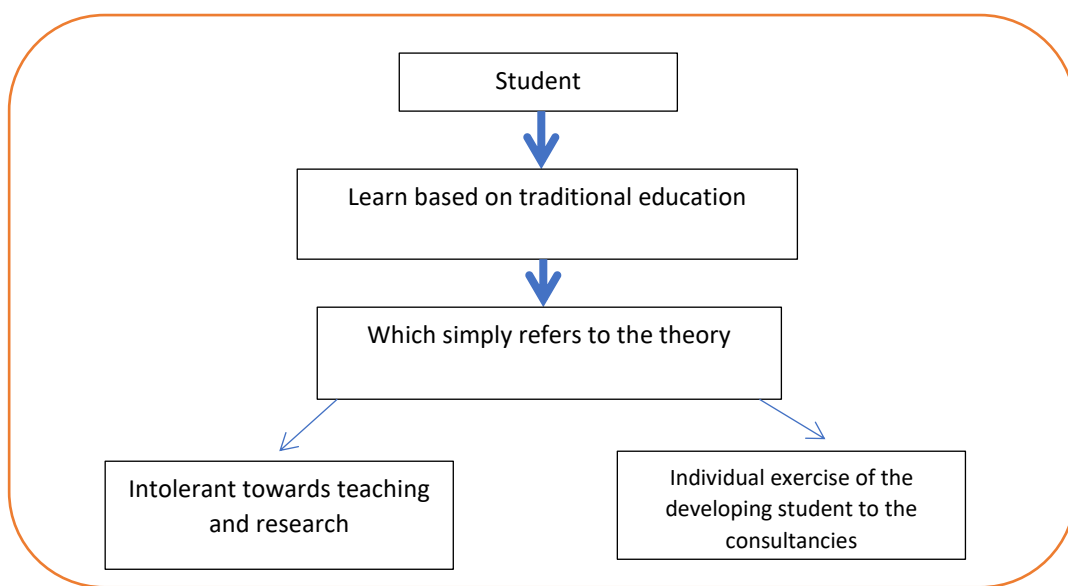 Student
Learn based on traditional education
Which simply refers to the theory
Intolerant towards teaching
and research
Individual exercise of the
developing student to the
consultancies